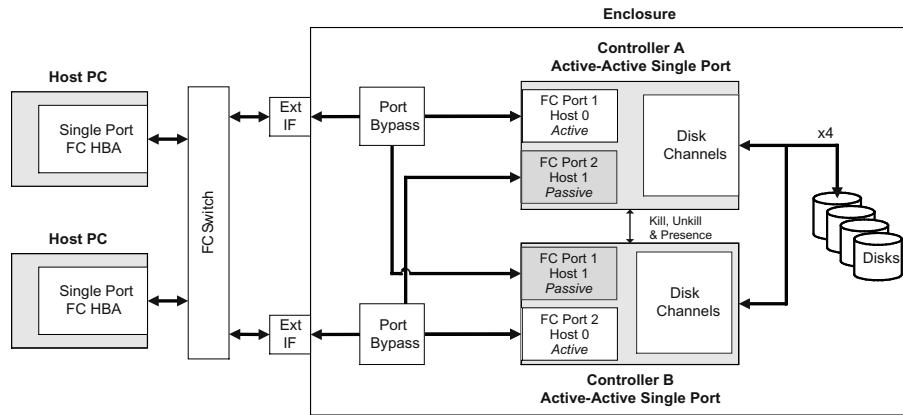 Enclosure
Controller A
Active-Active Single Port
Host PC
Single Port
FC HBA
FC Switch
Ext
IF
Port
Bypass
FC Port 1
Host 0
Active
FC Port 2
Host 1
Passive
Disk
Channels
x4
Kill, Unkill
& Presence
Disks
Host PC
Single Port
FC HBA
Ext
IF
Port
Bypass
FC Port 1
Host 1
Passive
FC Port 2
Host 0
Active
Disk
Channels
Controller B
Active-Active Single Port